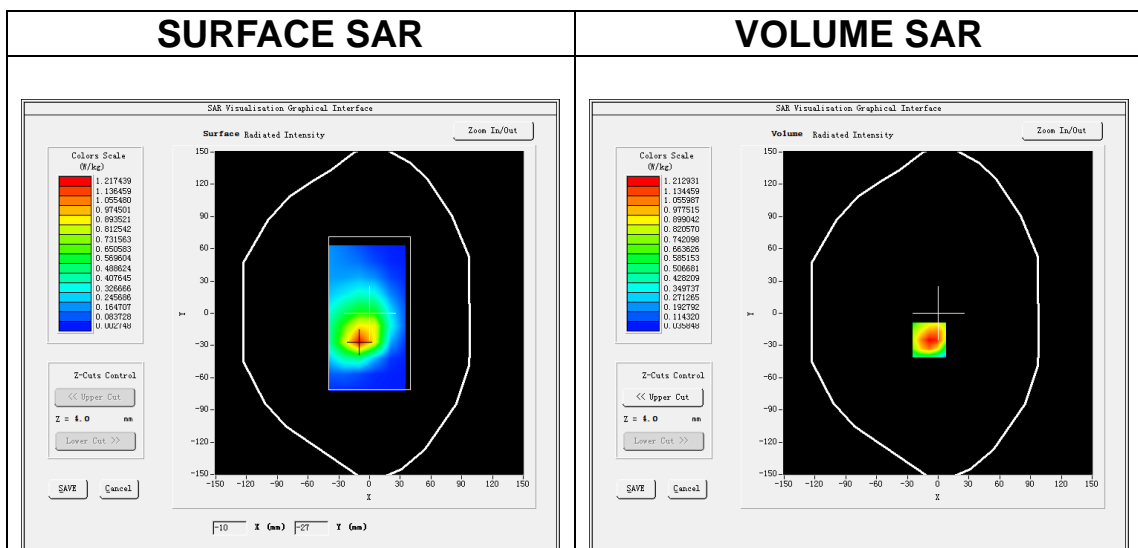 SURFACE SAR
VOLUME SAR
SAR Visualisation Graphical Interface
Surface Radiated Intensity
Zoom In/Out
Colors Scale
(W/kg)
1.217439
1.136459
1.055480
0.974501
0.893521
0.812542
0.731563
0.650583
0.569604
0.488624
0.407645
0.326666
0.245686
0.164707
0.083728
0.002748
150
120
90
60
30
0
-30
-60
-90
-120
-150
Y
-150 -120 -90 -60 -30 0 30 60 90 120 150
X
Z-Cuts Control
<< Upper Cut
Z = 4.0 mm
Lower Cut >>
SAVE Cancel
-10 X (mm) -27 Y (mm)
SAR Visualisation Graphical Interface
Volume Radiated Intensity
Zoom In/Out
Colors Scale
(W/kg)
1.212931
1.134459
1.055987
0.977515
0.899042
0.820570
0.742098
0.663626
0.585153
0.506681
0.428209
0.349737
0.271265
0.192792
0.114320
0.035848
150
120
90
60
30
0
-30
-60
-90
-120
-150
Y
-150 -120 -90 -60 -30 0 30 60 90 120 150
X
Z-Cuts Control
<< Upper Cut
Z = 4.0 mm
Lower Cut >>
SAVE Cancel